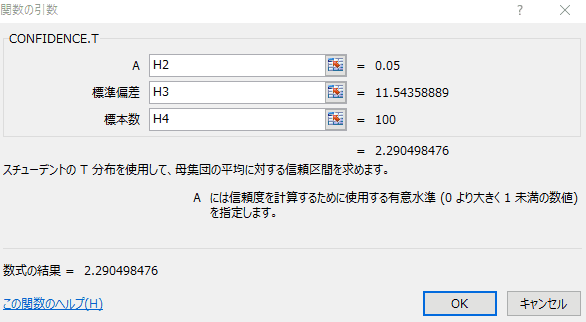 関数の引数
? ×
CONFIDENCE.T
A H2 = 0.05
標準偏差 H3 = 11.54358889
標本数 H4 = 100
= 2.290498476
スチューデントの T 分布を使用して、母集団の平均に対する信頼区間を求めます。
A には信頼度を計算するために使用する有意水準 (0 より大きく 1 未満の数値)
を指定します。
数式の結果 = 2.290498476
この関数のヘルプ(H)
OK キャンセル